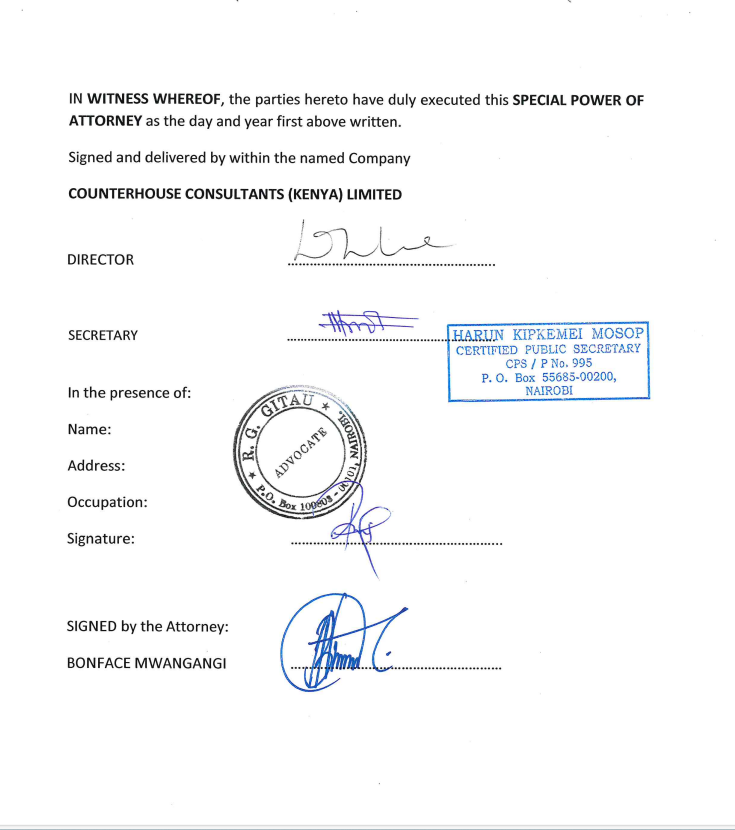 IN WITNESS WHEREOF, the parties hereto have duly executed this SPECIAL POWER OF
ATTORNEY as the day and year first above written.
Signed and delivered by within the named Company
COUNTERHOUSE CONSULTANTS (KENYA) LIMITED
DIRECTOR
SECRETARY
HARUN KIPKEMEI MOSOP
CERTIFIED PUBLIC SECRETARY
CPS / P No. 995
P. O. Box 55685-00200,
NAIROBI
In the presence of:
R. G. GITAU
ADVOCATE
P.O. Box
NAIROBI.
Name:
Address:
Occupation:
Signature:
SIGNED by the Attorney:
BONFACE MWANGANGI